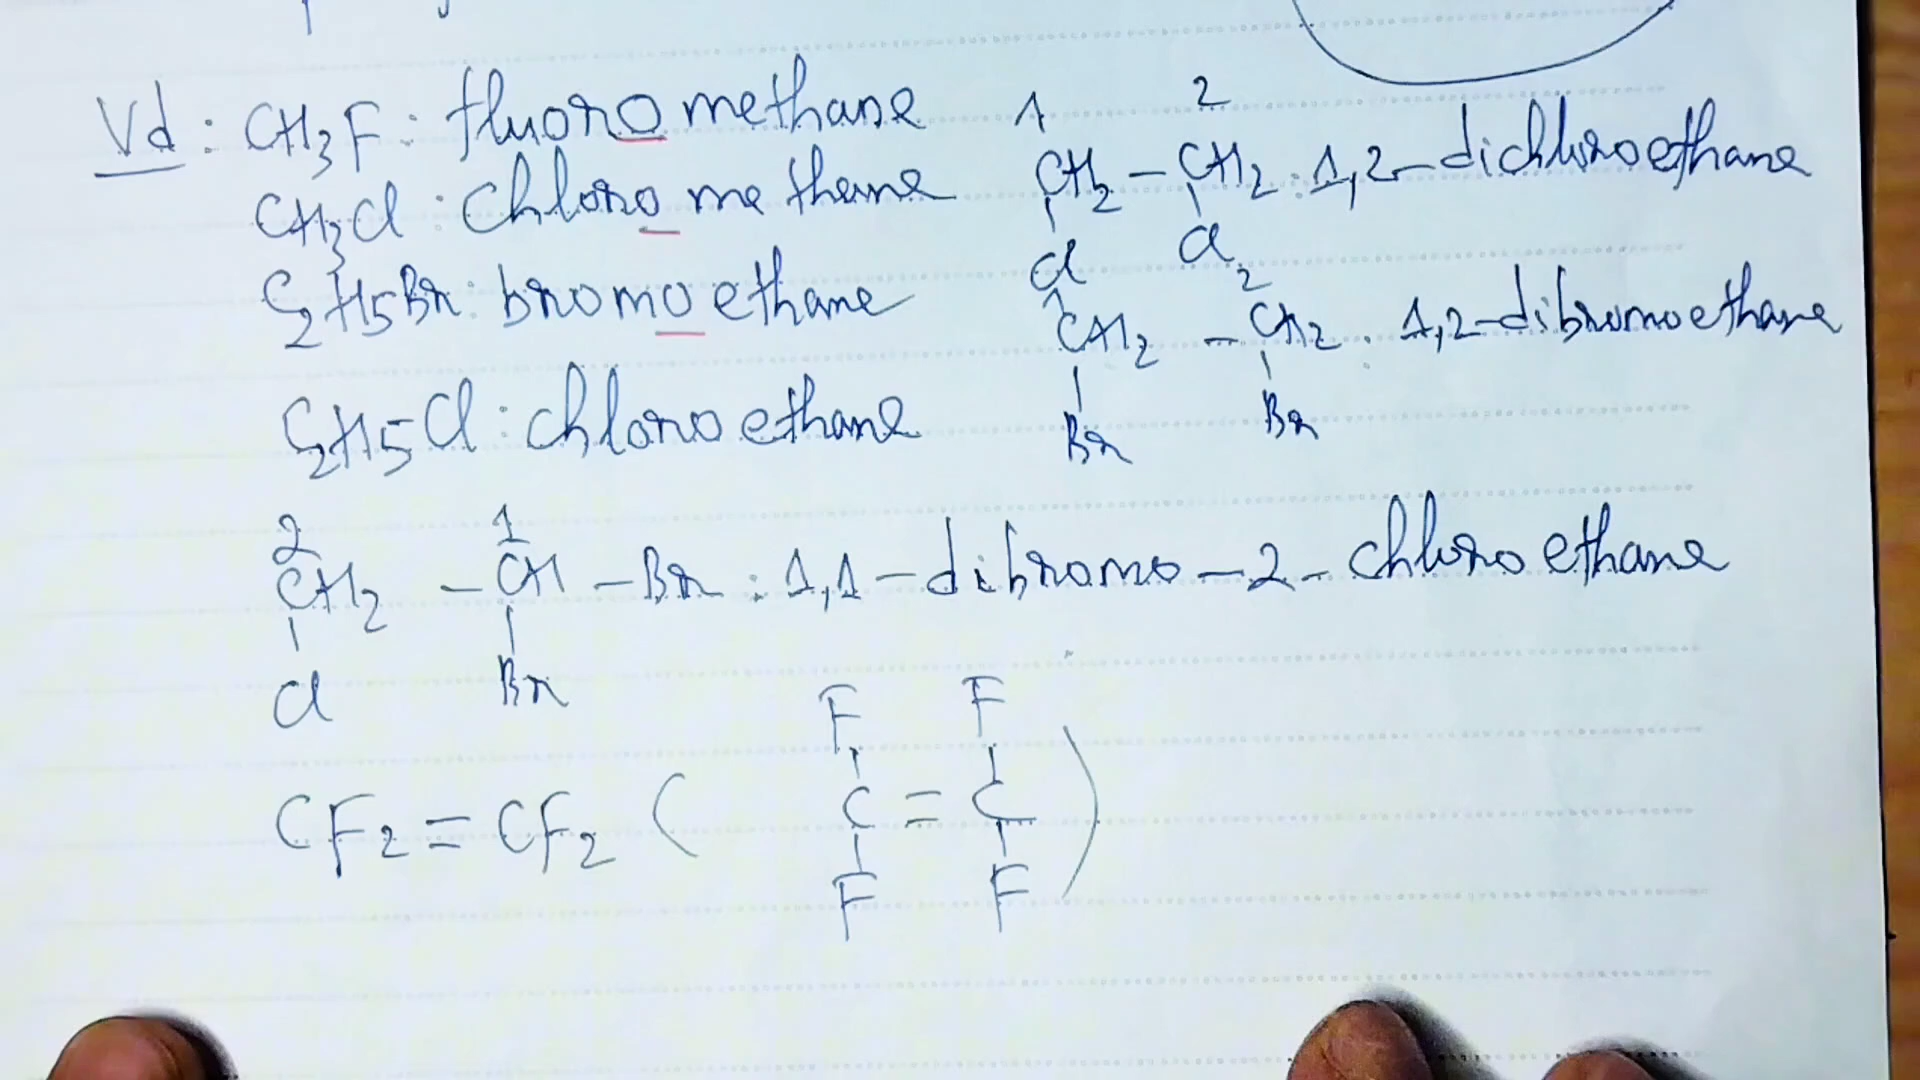 Vd : CH3F : fluoro methane
CH3Cl : chloro methane
C2H5Br : bromo ethane
C2H5Cl : chloro ethane
1 2
CH2 - CH2 : 1,2-dichloroethane
Cl Cl
1 2
CH2 - CH2 : 1,2-dibromoethane
Br Br
2 1
CH2 - CH - Br : 1,1-dibromo-2-chloroethane
Cl Br
F F
CF2 = CF2 ( C = C )
F F